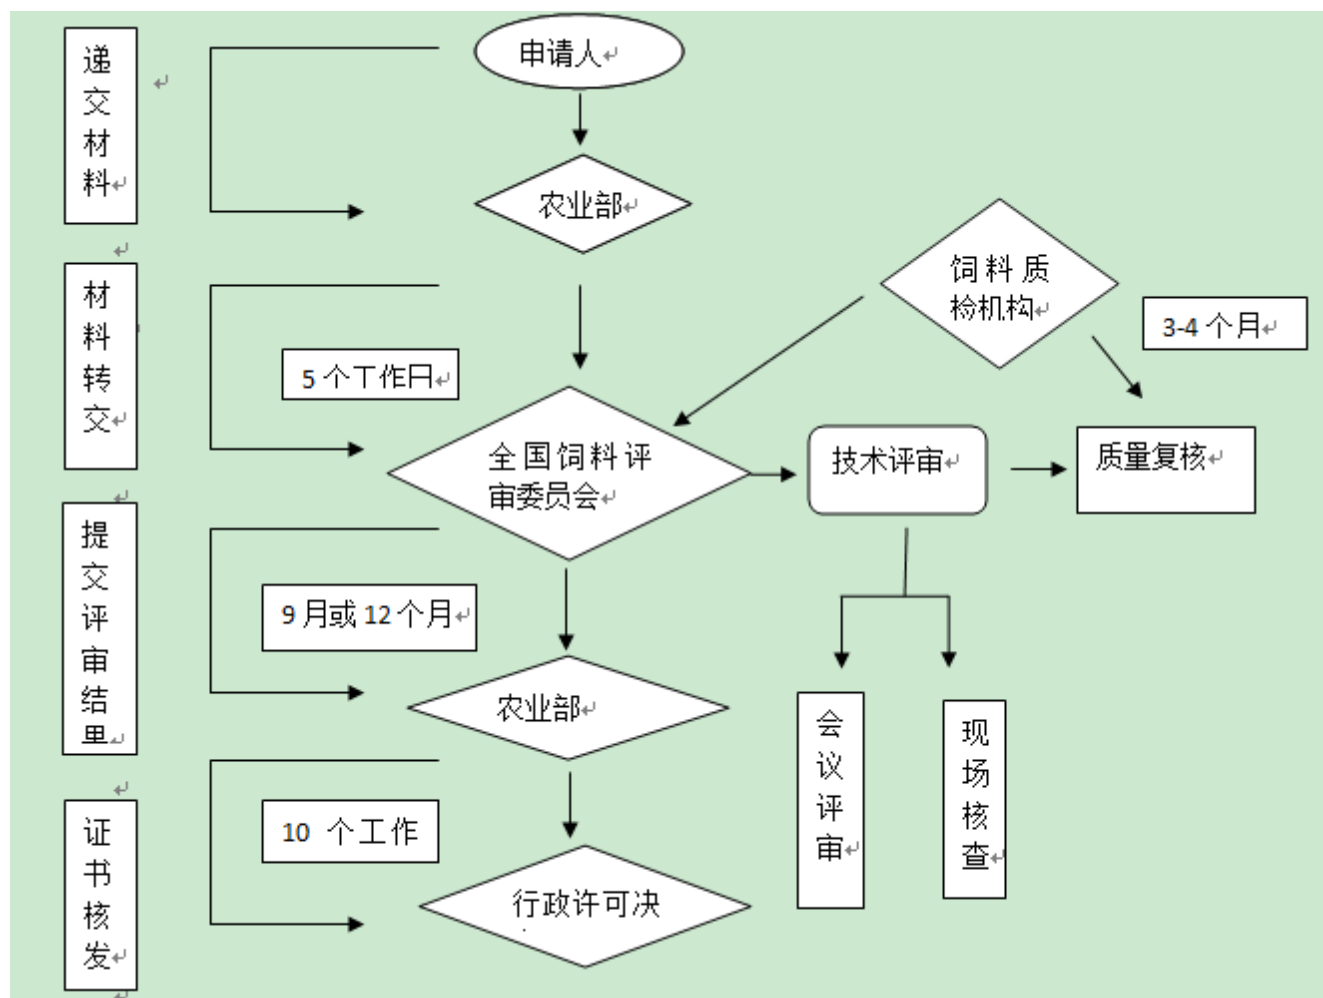 递
交
材
料
申请人
农业部
材
料
转
交
5 个工作日
饲料质
检机构
3-4 个月
全国饲料评
审委员会
技术评审
质量复核
提
交
评
审
结
果
9 月或 12 个月
农业部
会
议
评
审
现
场
核
查
证
书
核
发
10 个工作
行政许可决